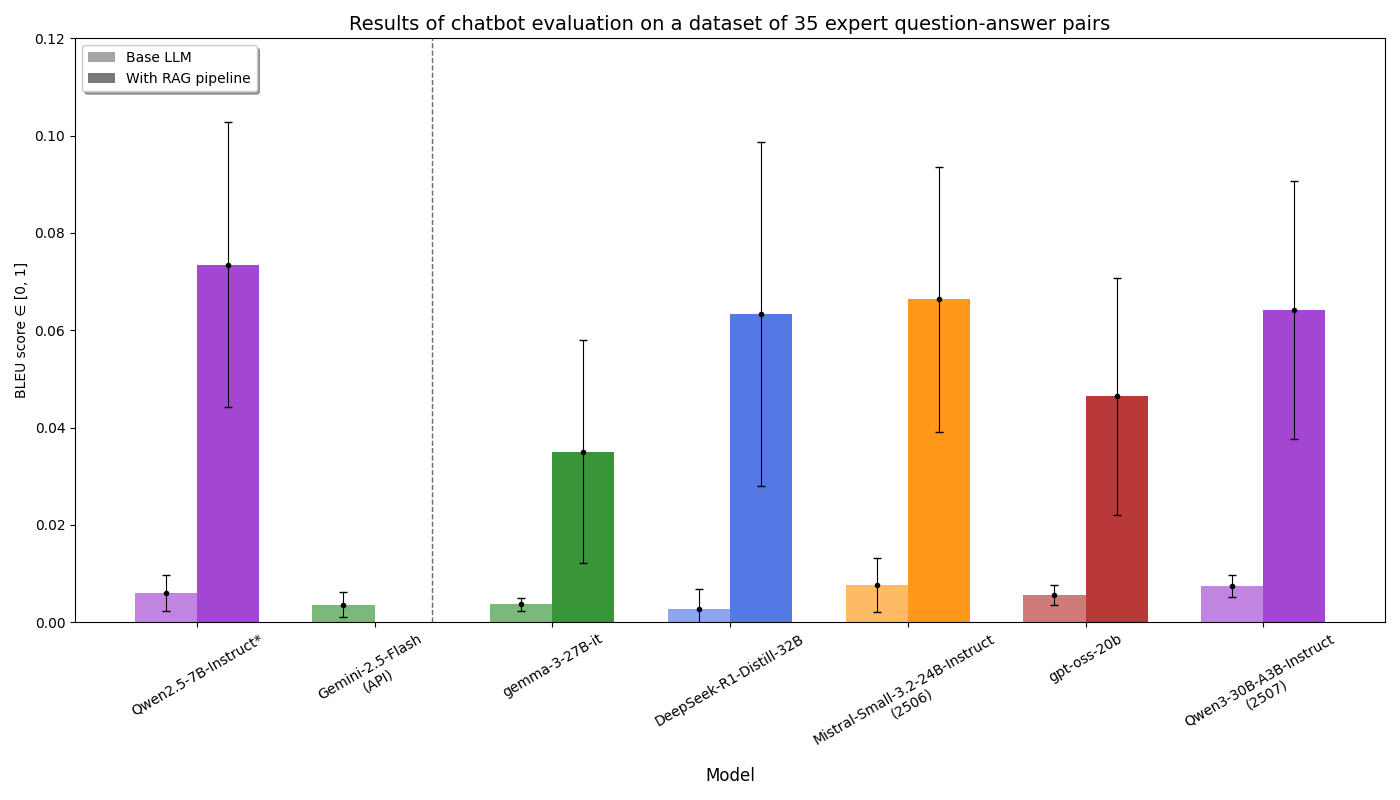 Results of chatbot evaluation on a dataset of 35 expert question-answer pairs
Base LLM
With RAG pipeline
0.12
0.10
0.08
0.06
0.04
0.02
0.00
BLEU score ∈ [0, 1]
Qwen2.5-7B-Instruct*
Gemini-2.5-Flash
(API)
gemma-3-27B-it
DeepSeek-R1-Distill-32B
Mistral-Small-3.2-24B-Instruct
(2506)
gpt-oss-20b
Qwen3-30B-A3B-Instruct
(2507)
Model